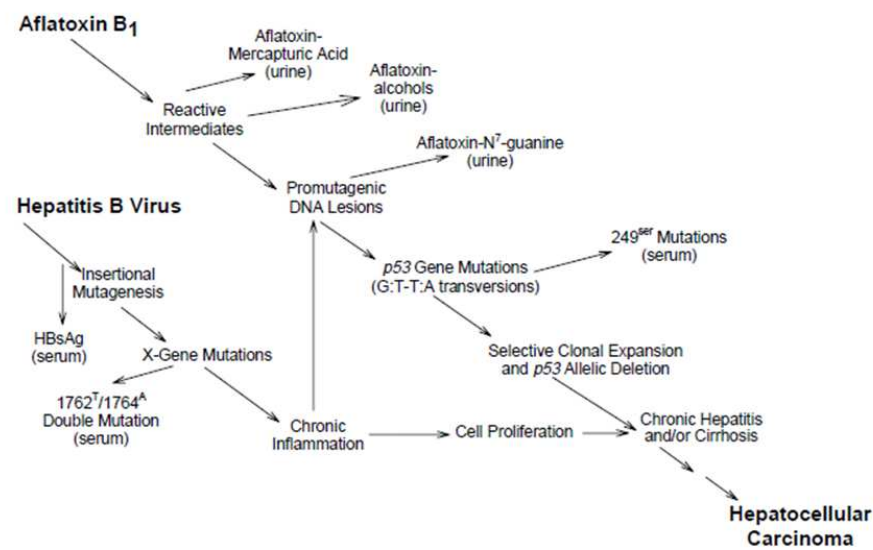 Aflatoxin B₁
Aflatoxin-
Mercapturic Acid
(urine)
Aflatoxin-
alcohols
(urine)
Reactive
Intermediates
Aflatoxin-N⁷-guanine
(urine)
Promutagenic
DNA Lesions
Hepatitis B Virus
249ˢᵉʳ Mutations
(serum)
p53 Gene Mutations
(G:T-T:A transversions)
Insertional
Mutagenesis
HBsAg
(serum)
X-Gene Mutations
Selective Clonal Expansion
and p53 Allelic Deletion
1762ᵀ/1764ᴬ
Double Mutation
(serum)
Chronic
Inflammation
Cell Proliferation
Chronic Hepatitis
and/or Cirrhosis
Hepatocellular
Carcinoma